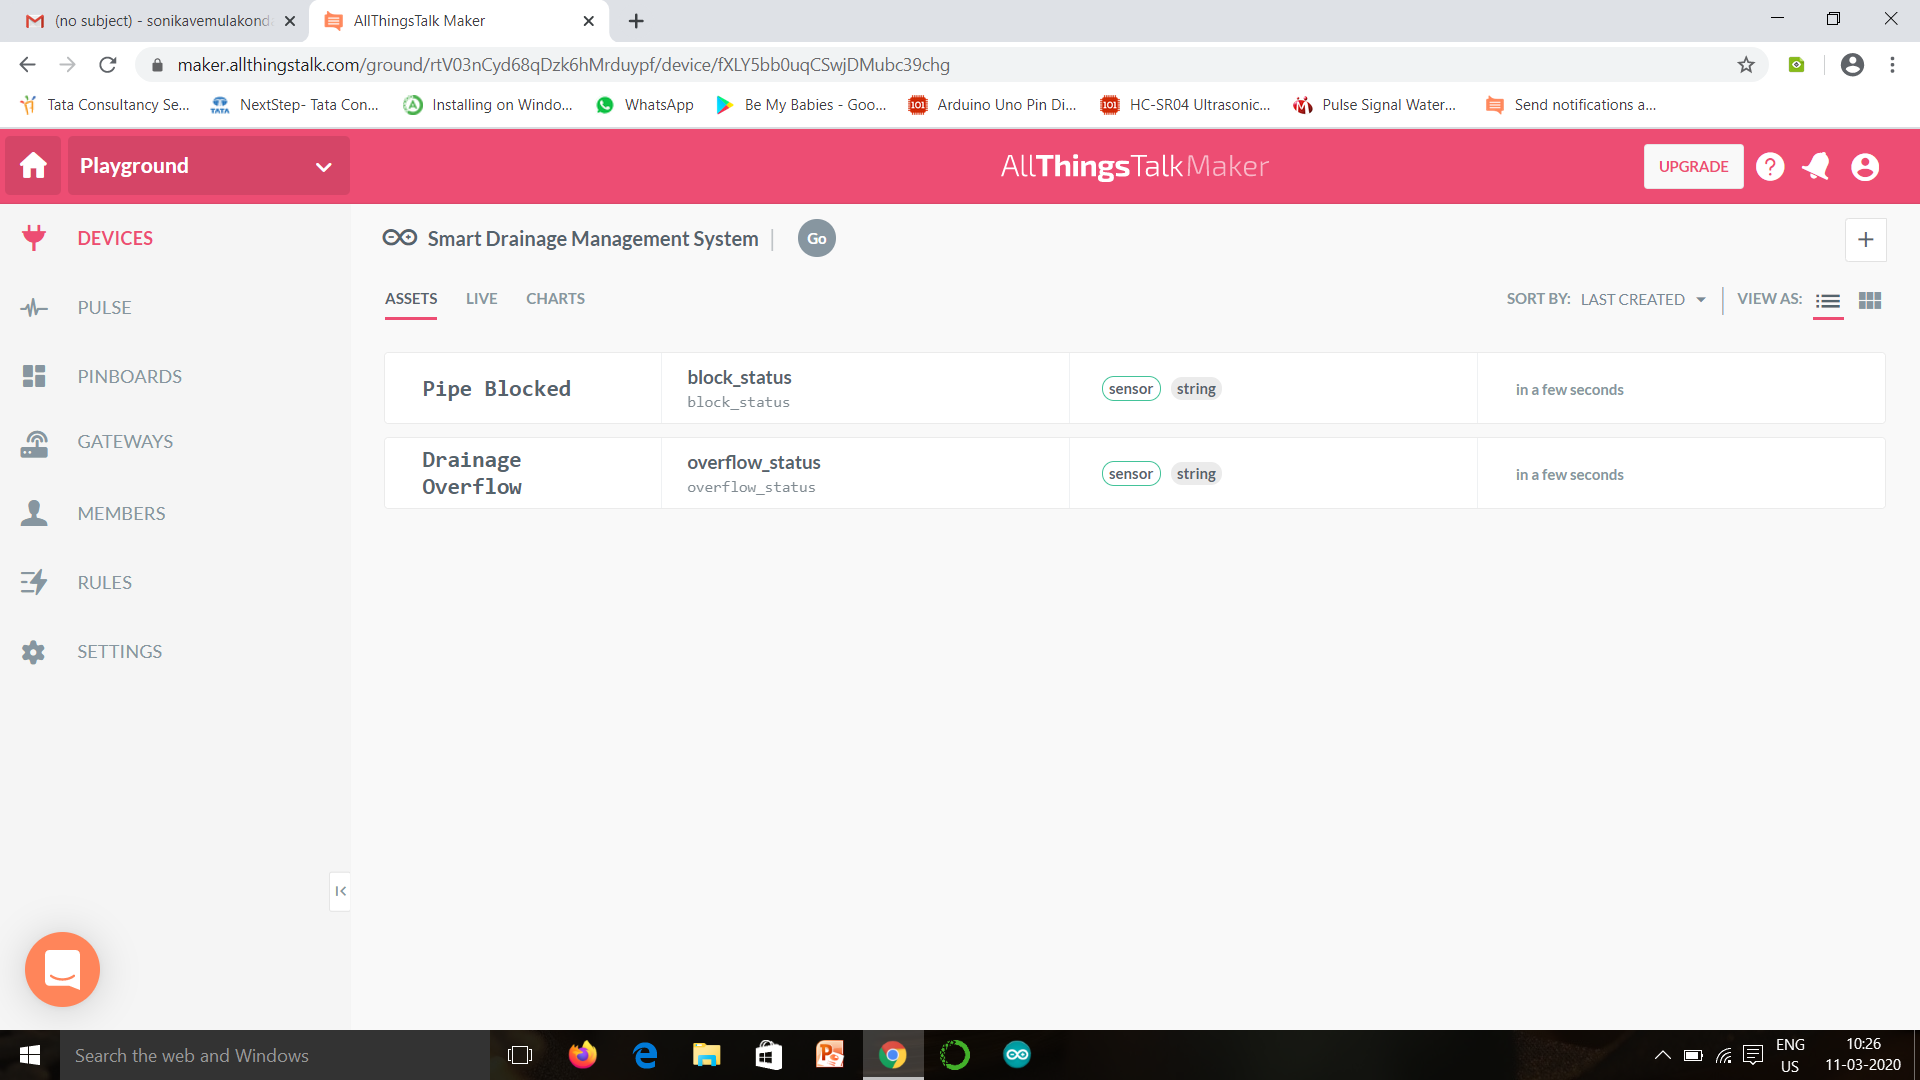 (no subject) - sonikavemulakonda
AllThingsTalk Maker
maker.allthingstalk.com/ground/rtV03nCyd68qDzk6hMrduypf/device/fXLY5bb0uqCSwjDMubc39chg
Tata Consultancy Se...
NextStep- Tata Con...
Installing on Windo...
WhatsApp
Be My Babies - Goo...
Arduino Uno Pin Di...
HC-SR04 Ultrasonic...
Pulse Signal Water...
Send notifications a...
Playground
AllThingsTalkMaker
UPGRADE
?
DEVICES
PULSE
PINBOARDS
GATEWAYS
MEMBERS
RULES
SETTINGS
Smart Drainage Management System |
Go
+
ASSETS
LIVE
CHARTS
SORT BY: LAST CREATED
VIEW AS:
Pipe Blocked
block_status
block_status
sensor string
in a few seconds
Drainage
Overflow
overflow_status
overflow_status
sensor string
in a few seconds
Search the web and Windows
ENG
US
10:26
11-03-2020